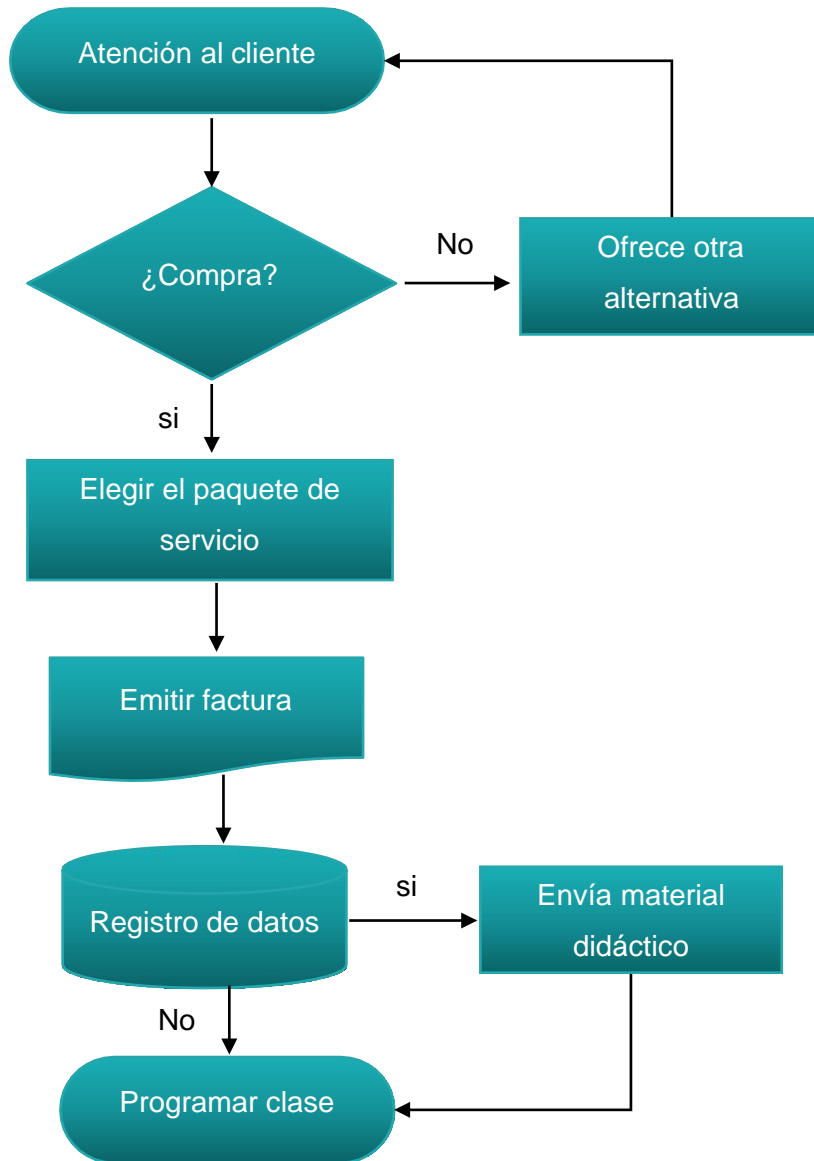 Atención al cliente
¿Compra?
No
Ofrece otra
alternativa
si
Elegir el paquete de
servicio
Emitir factura
Registro de datos
si
Envía material
didáctico
No
Programar clase